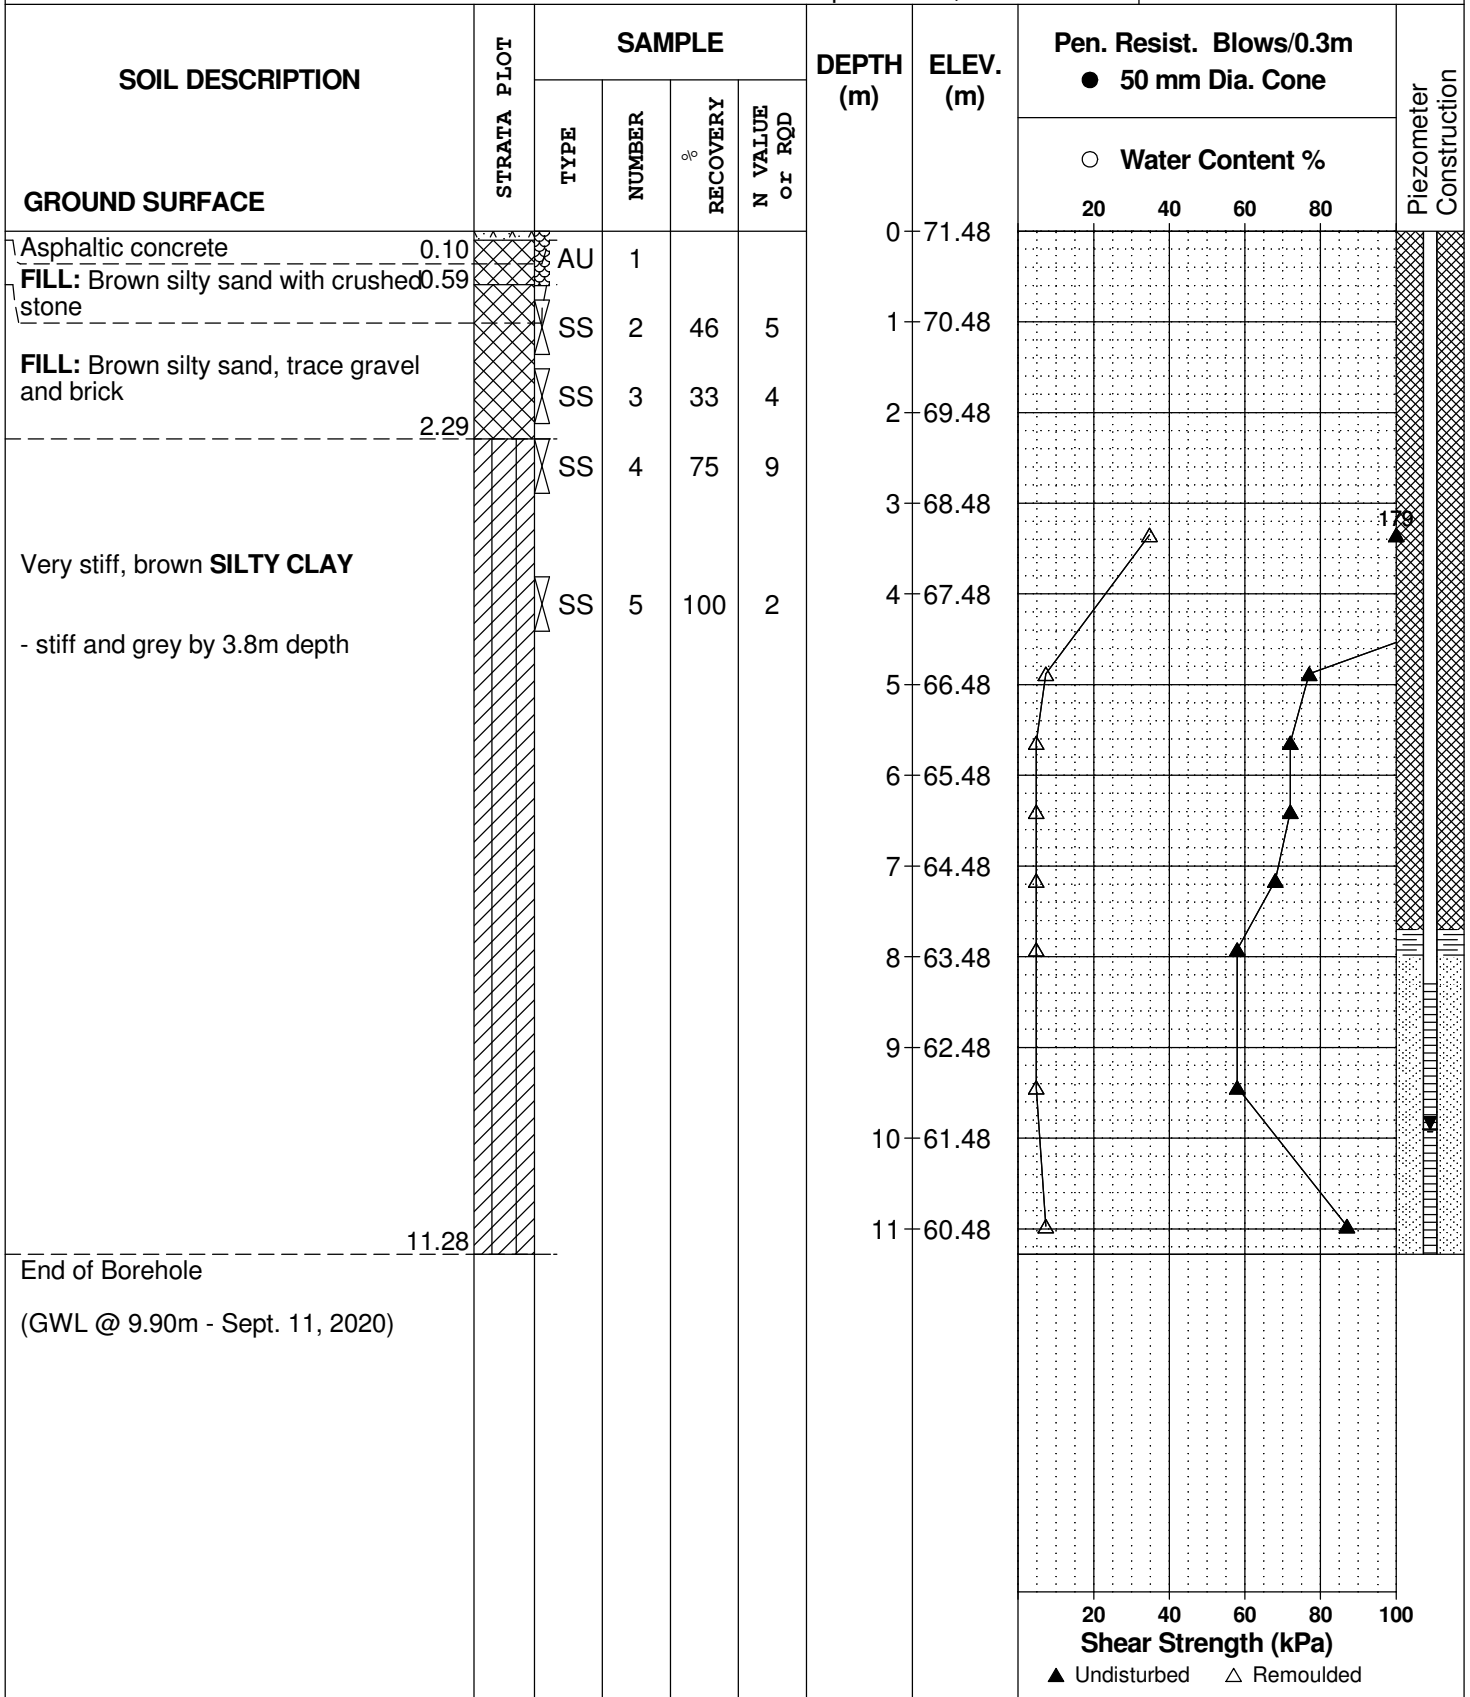 SOIL DESCRIPTION
GROUND SURFACE
STRATA PLOT
SAMPLE
TYPE
NUMBER
% RECOVERY
N VALUE or RQD
DEPTH (m)
ELEV. (m)
Pen. Resist. Blows/0.3m
● 50 mm Dia. Cone
○ Water Content %
20 40 60 80
Piezometer Construction
Asphaltic concrete 0.10
FILL: Brown silty sand with crushed 0.59
stone
FILL: Brown silty sand, trace gravel
and brick
2.29
Very stiff, brown SILTY CLAY
- stiff and grey by 3.8m depth
11.28
End of Borehole
(GWL @ 9.90m - Sept. 11, 2020)
AU 1
SS 2 46 5
SS 3 33 4
SS 4 75 9
SS 5 100 2
0 71.48
1 70.48
2 69.48
3 68.48
4 67.48
5 66.48
6 65.48
7 64.48
8 63.48
9 62.48
10 61.48
11 60.48
179
20 40 60 80 100
Shear Strength (kPa)
▲ Undisturbed △ Remoulded